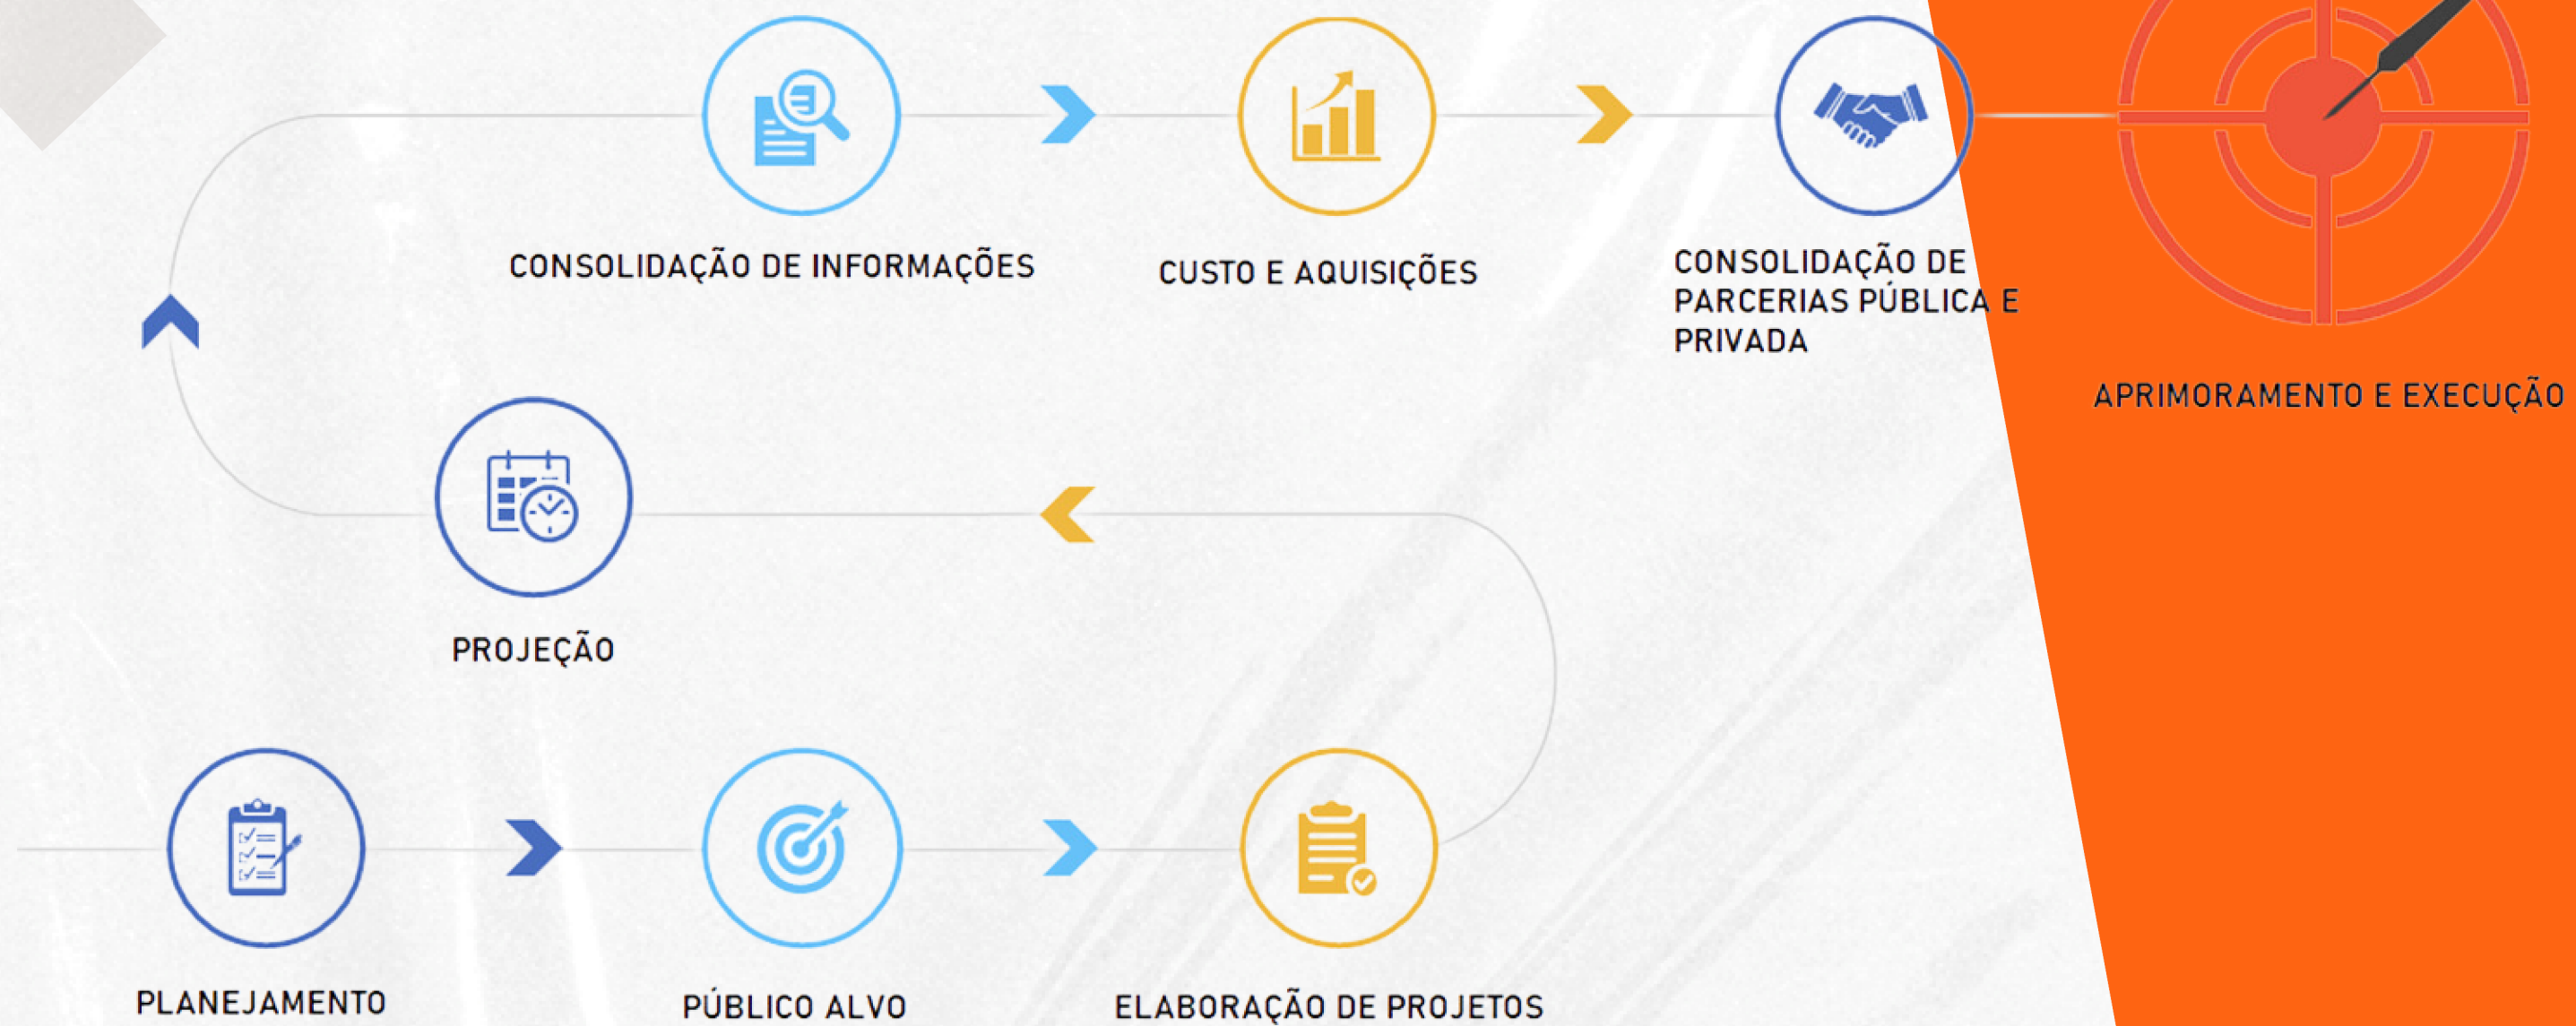 CONSOLIDAÇÃO DE INFORMAÇÕES
CUSTO E AQUISIÇÕES
CONSOLIDAÇÃO DE
PARCERIAS PÚBLICA E
PRIVADA
APRIMORAMENTO E EXECUÇÃO
PROJEÇÃO
PLANEJAMENTO
PÚBLICO ALVO
ELABORAÇÃO DE PROJETOS